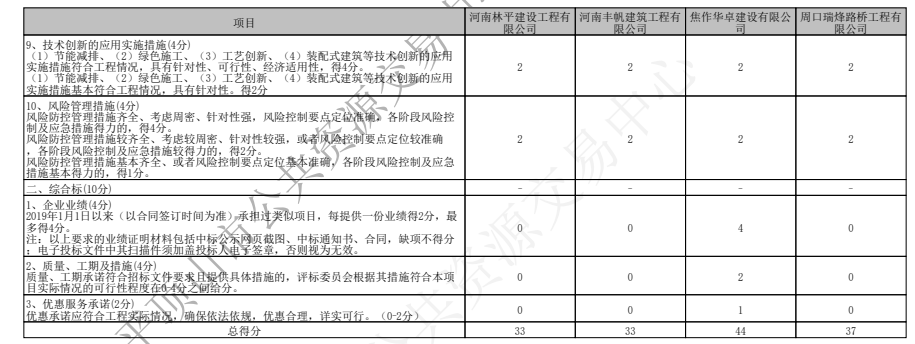 项目 河南林平建设工程有限公司 河南丰帆建筑工程有限公司 焦作华卓建设有限公司 周口瑞烽路桥工程有限公司
9、技术创新的应用实施措施(4分)
（1）节能减排、（2）绿色施工、（3）工艺创新、（4）装配式建筑等技术创新的应用
实施措施符合工程情况，具有针对性、可行性、经济适用性，得4分。
（1）节能减排、（2）绿色施工、（3）工艺创新、（4）装配式建筑等技术创新的应用
实施措施基本符合工程情况，具有针对性。得2分
2 2 2 2
10、风险管理措施(4分)
风险防控管理措施齐全、考虑周密、针对性强，风险控制要点定位准确，各阶段风险控
制及应急措施得力的，得4分。
风险防控管理措施较齐全、考虑较周密、针对性较强，或者风险控制要点定位较准确
，各阶段风险控制及应急措施较得力的，得2分。
风险防控管理措施基本齐全、或者风险控制要点定位基本准确，各阶段风险控制及应急
措施基本得力的，得1分。
2 2 2 2
二、综合标(10分) - - - -
1、企业业绩(4分)
2019年1月1日以来（以合同签订时间为准）承担过类似项目，每提供一份业绩得2分，最
多得4分。
注：以上要求的业绩证明材料包括中标公示网页截图、中标通知书、合同，缺项不得分
；电子投标文件中其扫描件须加盖投标人电子签章，否则视为无效。
0 0 4 0
2、质量、工期及措施(4分)
质量、工期承诺符合招标文件要求且提供具体措施的，评标委员会根据其措施符合本项
目实际情况的可行性程度在0-4分之间给分。
0 0 2 0
3、优惠服务承诺(2分)
优惠承诺应符合工程实际情况，确保依法依规，优惠合理，详实可行。（0-2分）
0 0 1 0
总得分 33 33 44 37
平顶山市公共资源交易中心
公共资源交易中心